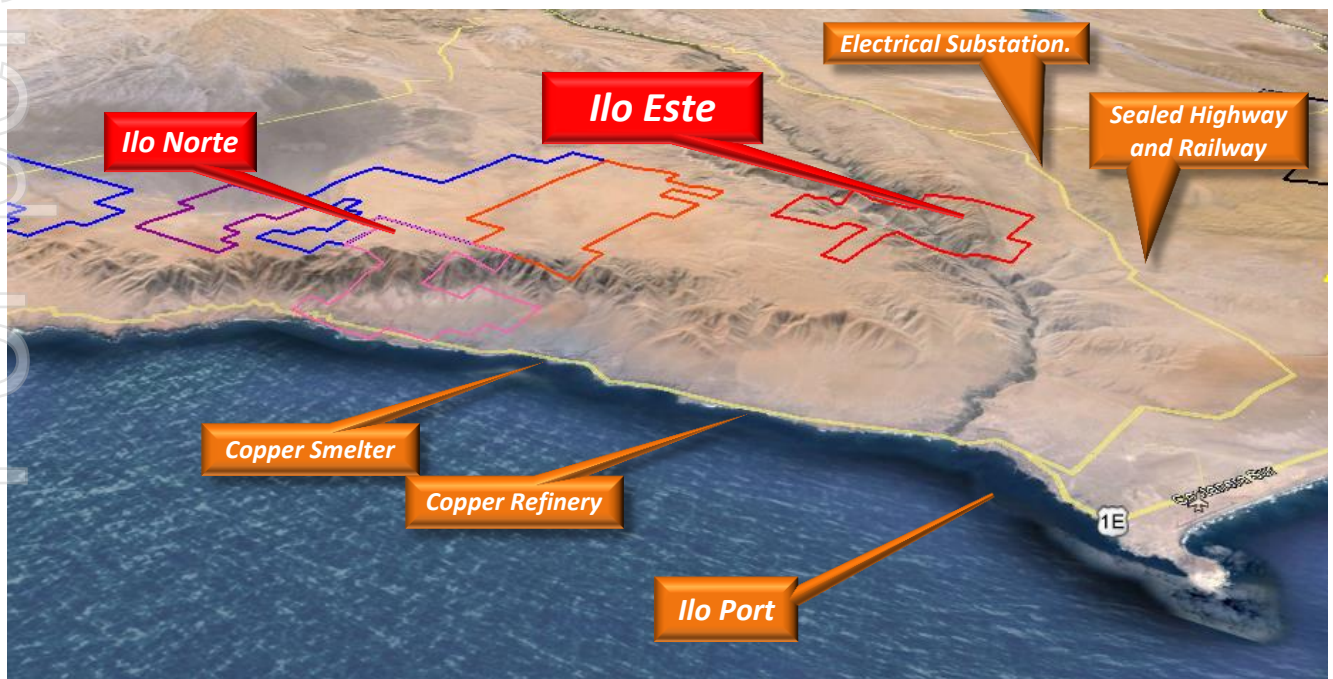 Electrical Substation.
Ilo Este
Sealed Highway
and Railway
Ilo Norte
Copper Smelter
Copper Refinery
1E
Ilo Port